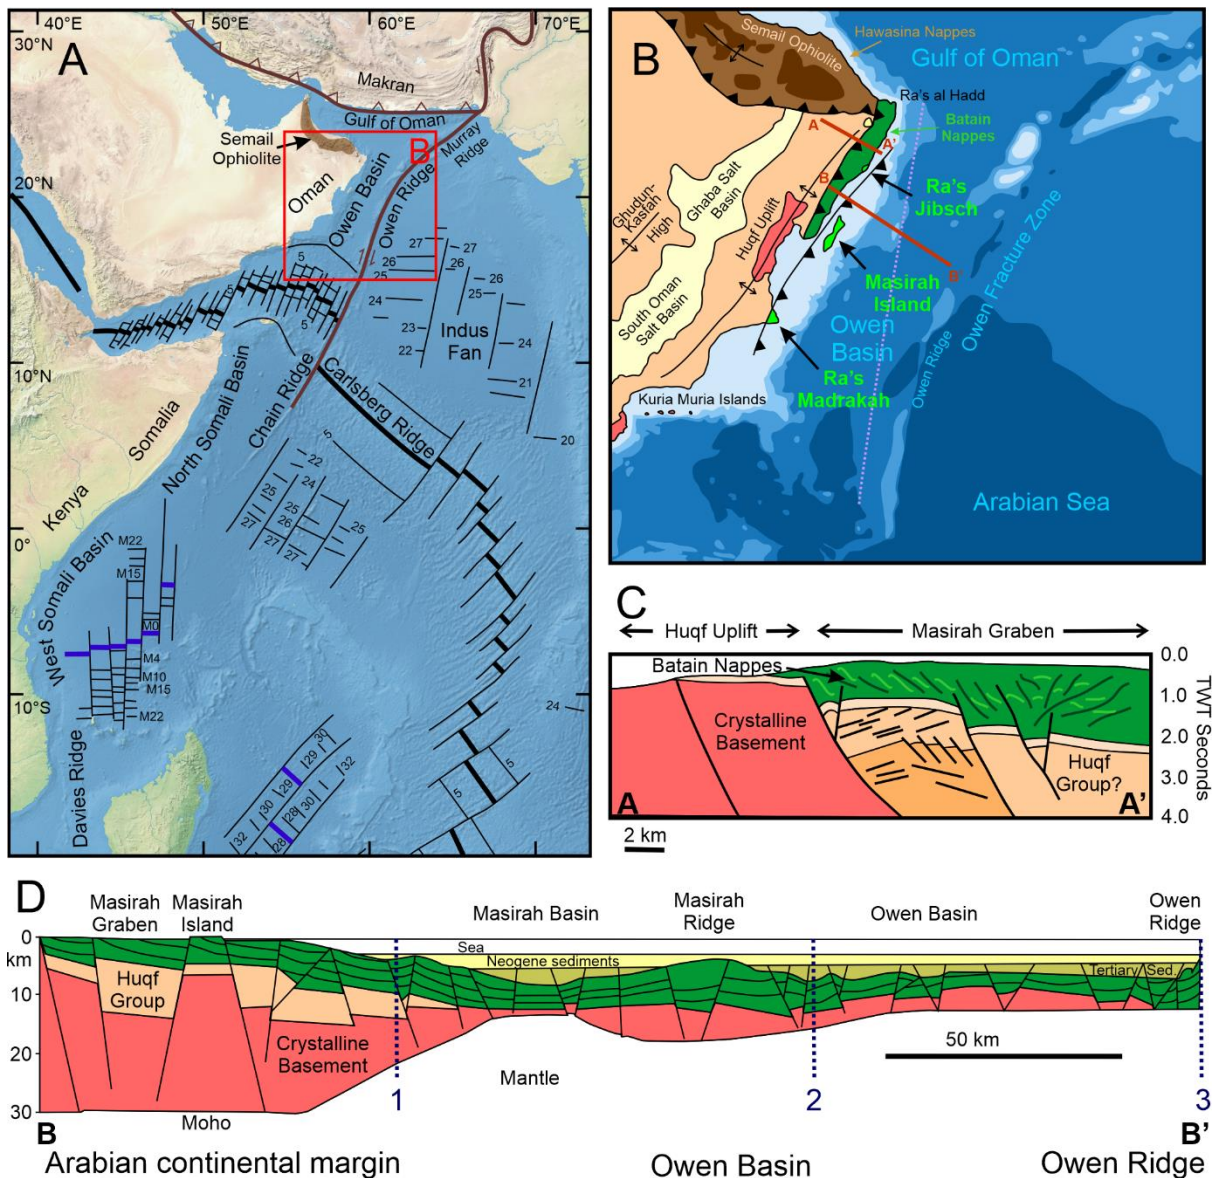 40°E
50°E
60°E
70°E
30°N
A
Makran
Gulf of Oman
Semail
Ophiolite
B
Murray
Ridge
20°N
Oman
Owen Basin
Owen Ridge
5
27
28
27
26
26
25
25
26
25
5
24
24
Indus
Fan
23
22
5
21
10°N
20
Carlsberg Ridge
Chain Ridge
Somalia
North Somali Basin
5
22
25
24
25
26
27
25
27
27
Kenya
0°
M22
M15
M0
West Somali Basin
M4
M10
M15
M22
10°S
24
Davies Ridge
30
29
32
29
30
30
28
32
28
5
5
B
Semail Ophiolite
Hawasina Nappes
Gulf of Oman
Ra's al Hadd
A
A'
Batain
Nappes
B
Ra's
Jibsch
Ghudun-
Kasfah
High
Ghaba Salt
Basin
Huqf Uplift
Masirah
Island
B'
Owen Fracture Zone
South Oman
Salt Basin
Owen
Basin
Owen Ridge
Ra's
Madrakah
Kuria Muria Islands
Arabian Sea
C
Huqf Uplift
Masirah Graben
Batain Nappes
0.0
1.0
2.0
3.0
4.0
TWT Seconds
Crystalline
Basement
Huqf
Group?
A
A'
2 km
D
Masirah
Graben
Masirah
Island
Masirah Basin
Masirah
Ridge
Owen Basin
Owen
Ridge
0
km
10
20
30
Sea
Neogene sediments
Tertiary Sed.
Huqf
Group
Crystalline
Basement
50 km
Mantle
Moho
1
2
3
B
B'
Arabian continental margin
Owen Basin
Owen Ridge